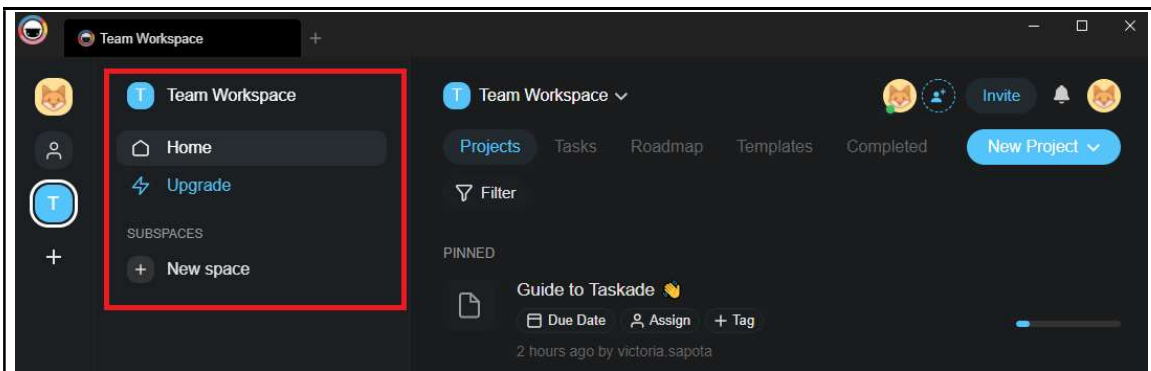 Team Workspace
T Team Workspace
Home
Upgrade
SUBSPACES
New space
T
T Team Workspace
Invite
Projects Tasks Roadmap Templates Completed New Project
Filter
PINNED
Guide to Taskade 👋
Due Date Assign + Tag
2 hours ago by victoria.sapota